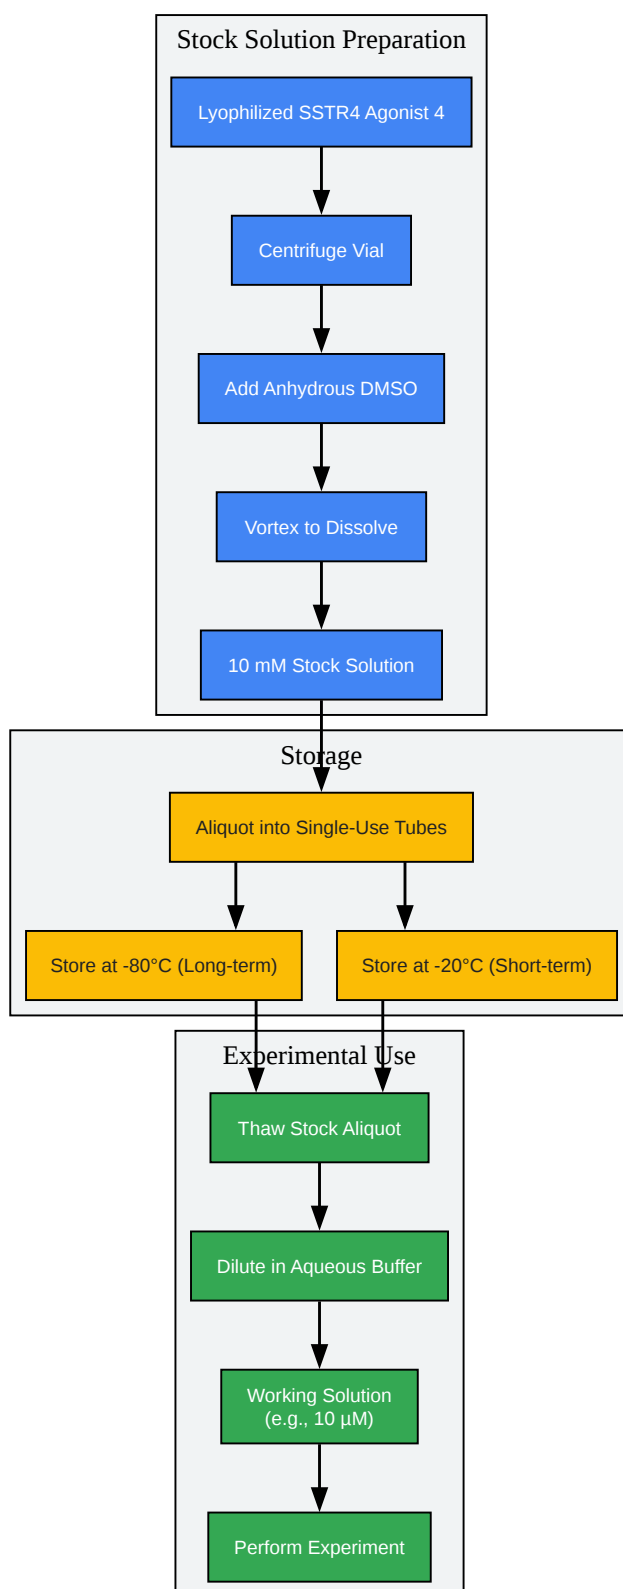 Stock Solution Preparation
Lyophilized SSTR4 Agonist 4
Centrifuge Vial
Add Anhydrous DMSO
Vortex to Dissolve
10 mM Stock Solution
Storage
Aliquot into Single-Use Tubes
Store at -80°C (Long-term)
Store at -20°C (Short-term)
Experimental Use
Thaw Stock Aliquot
Dilute in Aqueous Buffer
Working Solution
(e.g., 10 µM)
Perform Experiment